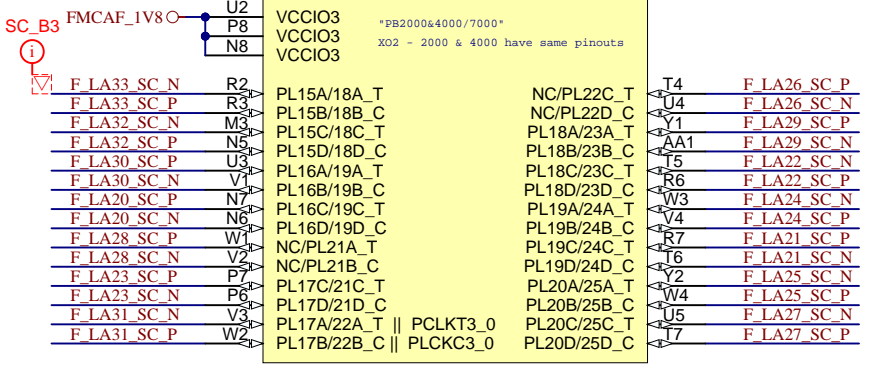 FMCAF_1V8 U2 VCCIO3
P8 VCCIO3 "PB2000&4000/7000"
N8 VCCIO3 XO2 - 2000 & 4000 have same pinouts
SC_B3
i
F_LA33_SC_N R2 PL15A/18A_T NC/PL22C_T T4 F_LA26_SC_P
F_LA33_SC_P R3 PL15B/18B_C NC/PL22D_C U4 F_LA26_SC_N
F_LA32_SC_N M3 PL15C/18C_T PL18A/23A_T Y1 F_LA29_SC_P
F_LA32_SC_P N5 PL15D/18D_C PL18B/23B_C AA1 F_LA29_SC_N
F_LA30_SC_P U3 PL16A/19A_T PL18C/23C_T T5 F_LA22_SC_N
F_LA30_SC_N V1 PL16B/19B_C PL18D/23D_C R6 F_LA22_SC_P
F_LA20_SC_P N7 PL16C/19C_T PL19A/24A_T W3 F_LA24_SC_N
F_LA20_SC_N N6 PL16D/19D_C PL19B/24B_C V4 F_LA24_SC_P
F_LA28_SC_P W1 NC/PL21A_T PL19C/24C_T R7 F_LA21_SC_P
F_LA28_SC_N V2 NC/PL21B_C PL19D/24D_C T6 F_LA21_SC_N
F_LA23_SC_P P7 PL17C/21C_T PL20A/25A_T Y2 F_LA25_SC_N
F_LA23_SC_N P6 PL17D/21D_C PL20B/25B_C W4 F_LA25_SC_P
F_LA31_SC_N V3 PL17A/22A_T || PCLKT3_0 PL20C/25C_T U5 F_LA27_SC_N
F_LA31_SC_P W2 PL17B/22B_C || PLCKC3_0 PL20D/25D_C T7 F_LA27_SC_P